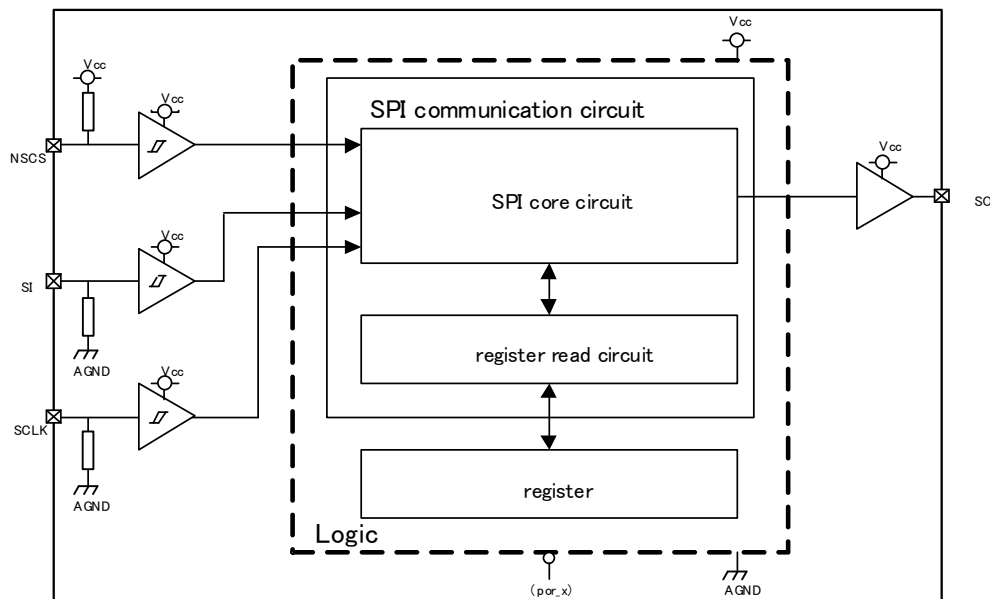 Vcc
Vcc
Vcc
NSCS
SPI communication circuit
SPI core circuit
Vcc
Vcc
SI
AGND
register read circuit
Vcc
SCLK
AGND
register
Logic
(por_x)
AGND